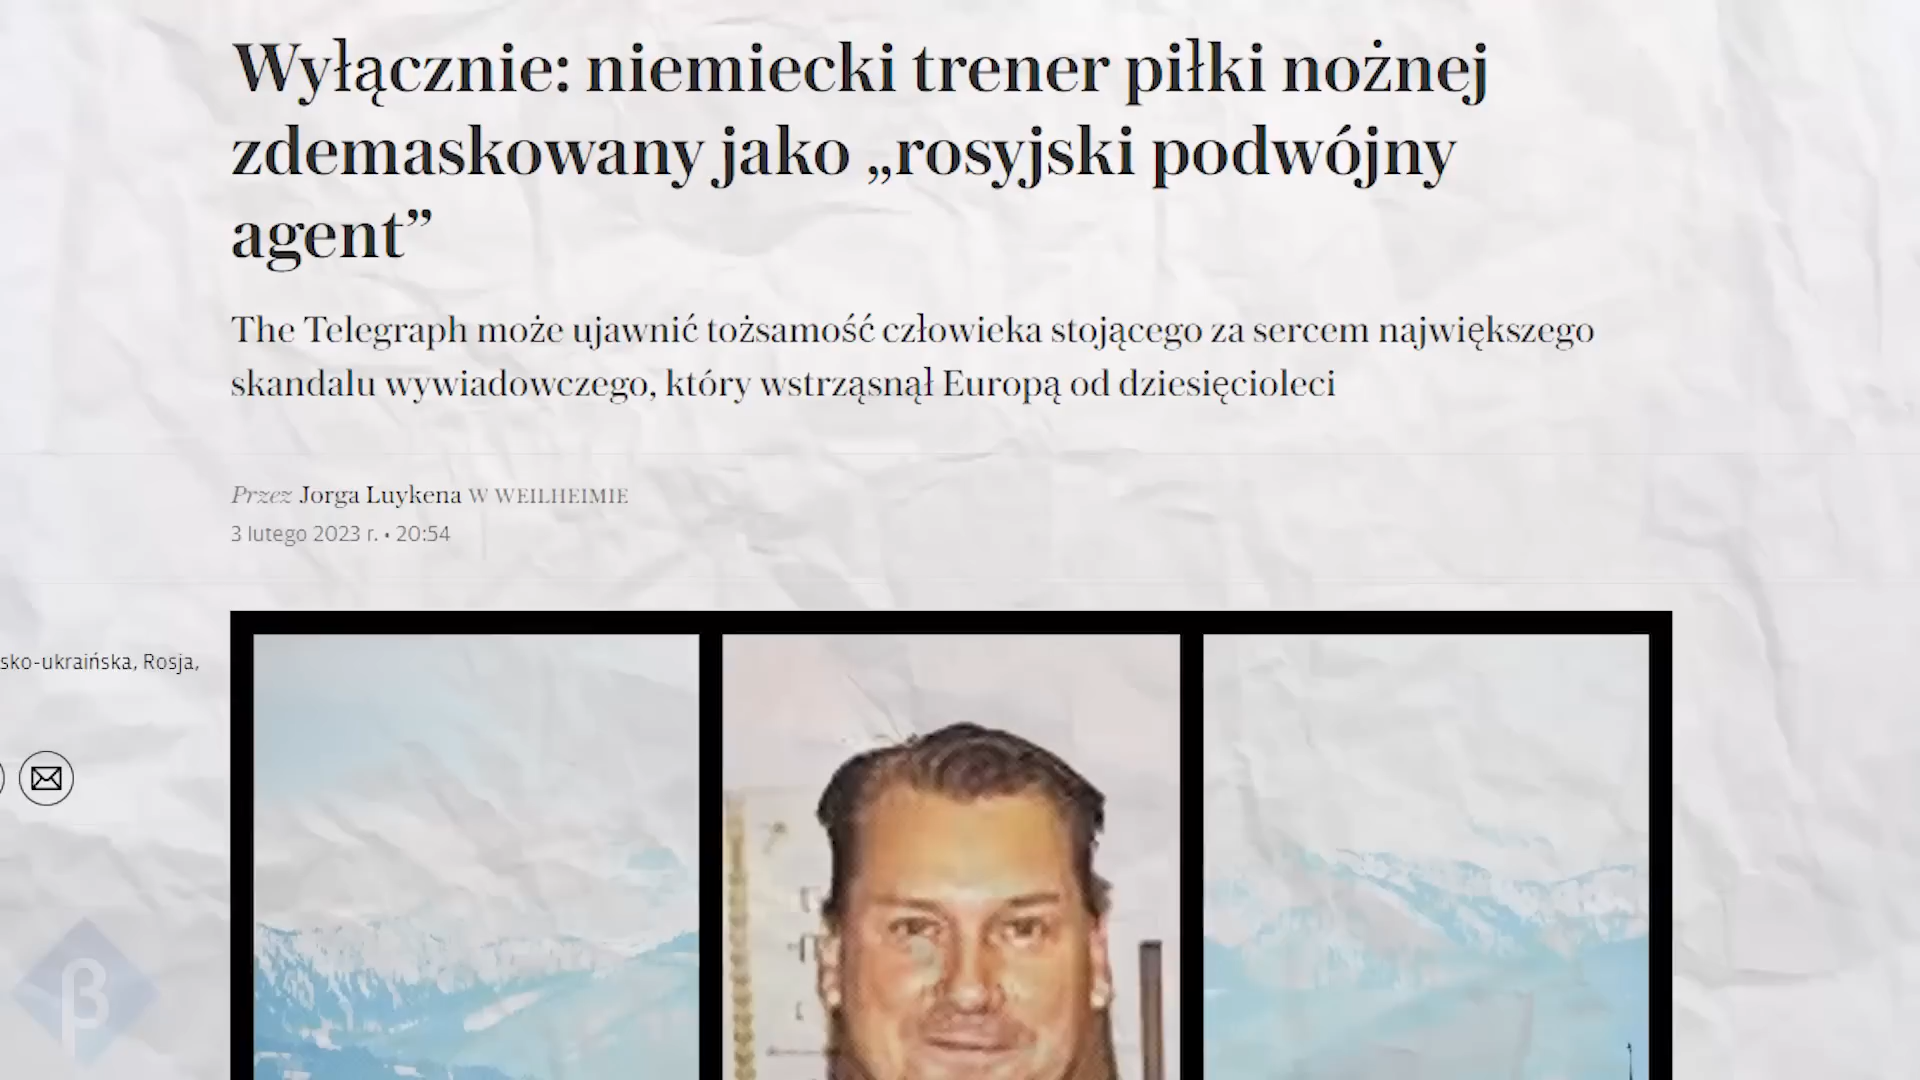 Wyłącznie: niemiecki trener piłki nożnej
zdemaskowany jako „rosyjski podwójny
agent”
The Telegraph może ujawnić tożsamość człowieka stojącego za sercem największego
skandalu wywiadowczego, który wstrząsnął Europą od dziesięcioleci
Przez Jorga Luykena W WEILHEIMIE
3 lutego 2023 r. • 20:54
sko-ukraińska, Rosja,
β